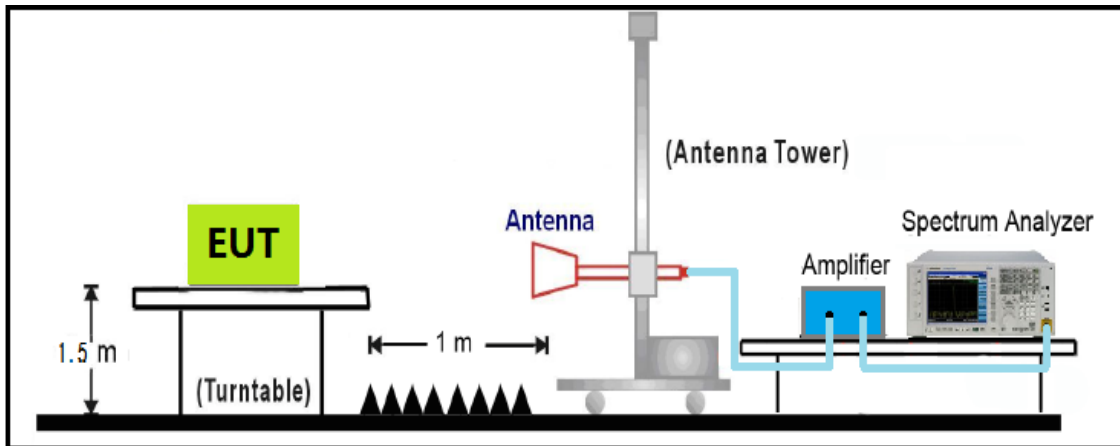 (Antenna Tower)
EUT
Antenna
Spectrum Analyzer
Amplifier
1.5 m
1 m
(Turntable)